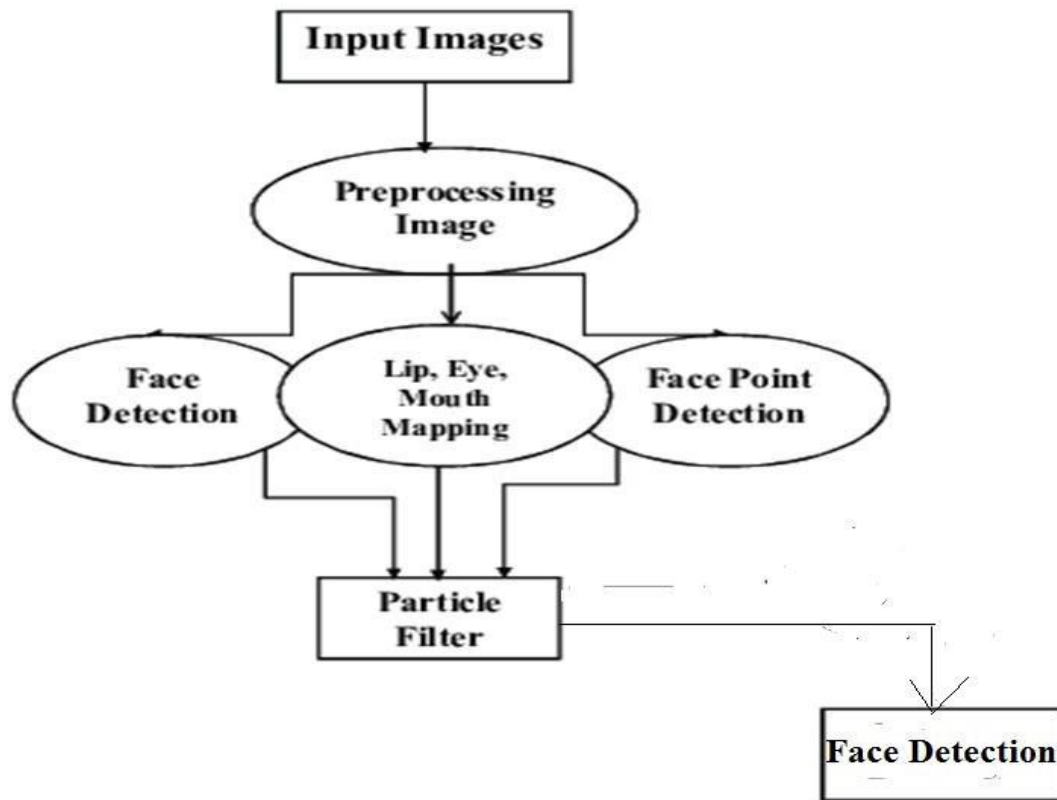 Input Images
Preprocessing
Image
Face
Detection
Lip, Eye,
Mouth
Mapping
Face Point
Detection
Particle
Filter
Face Detection